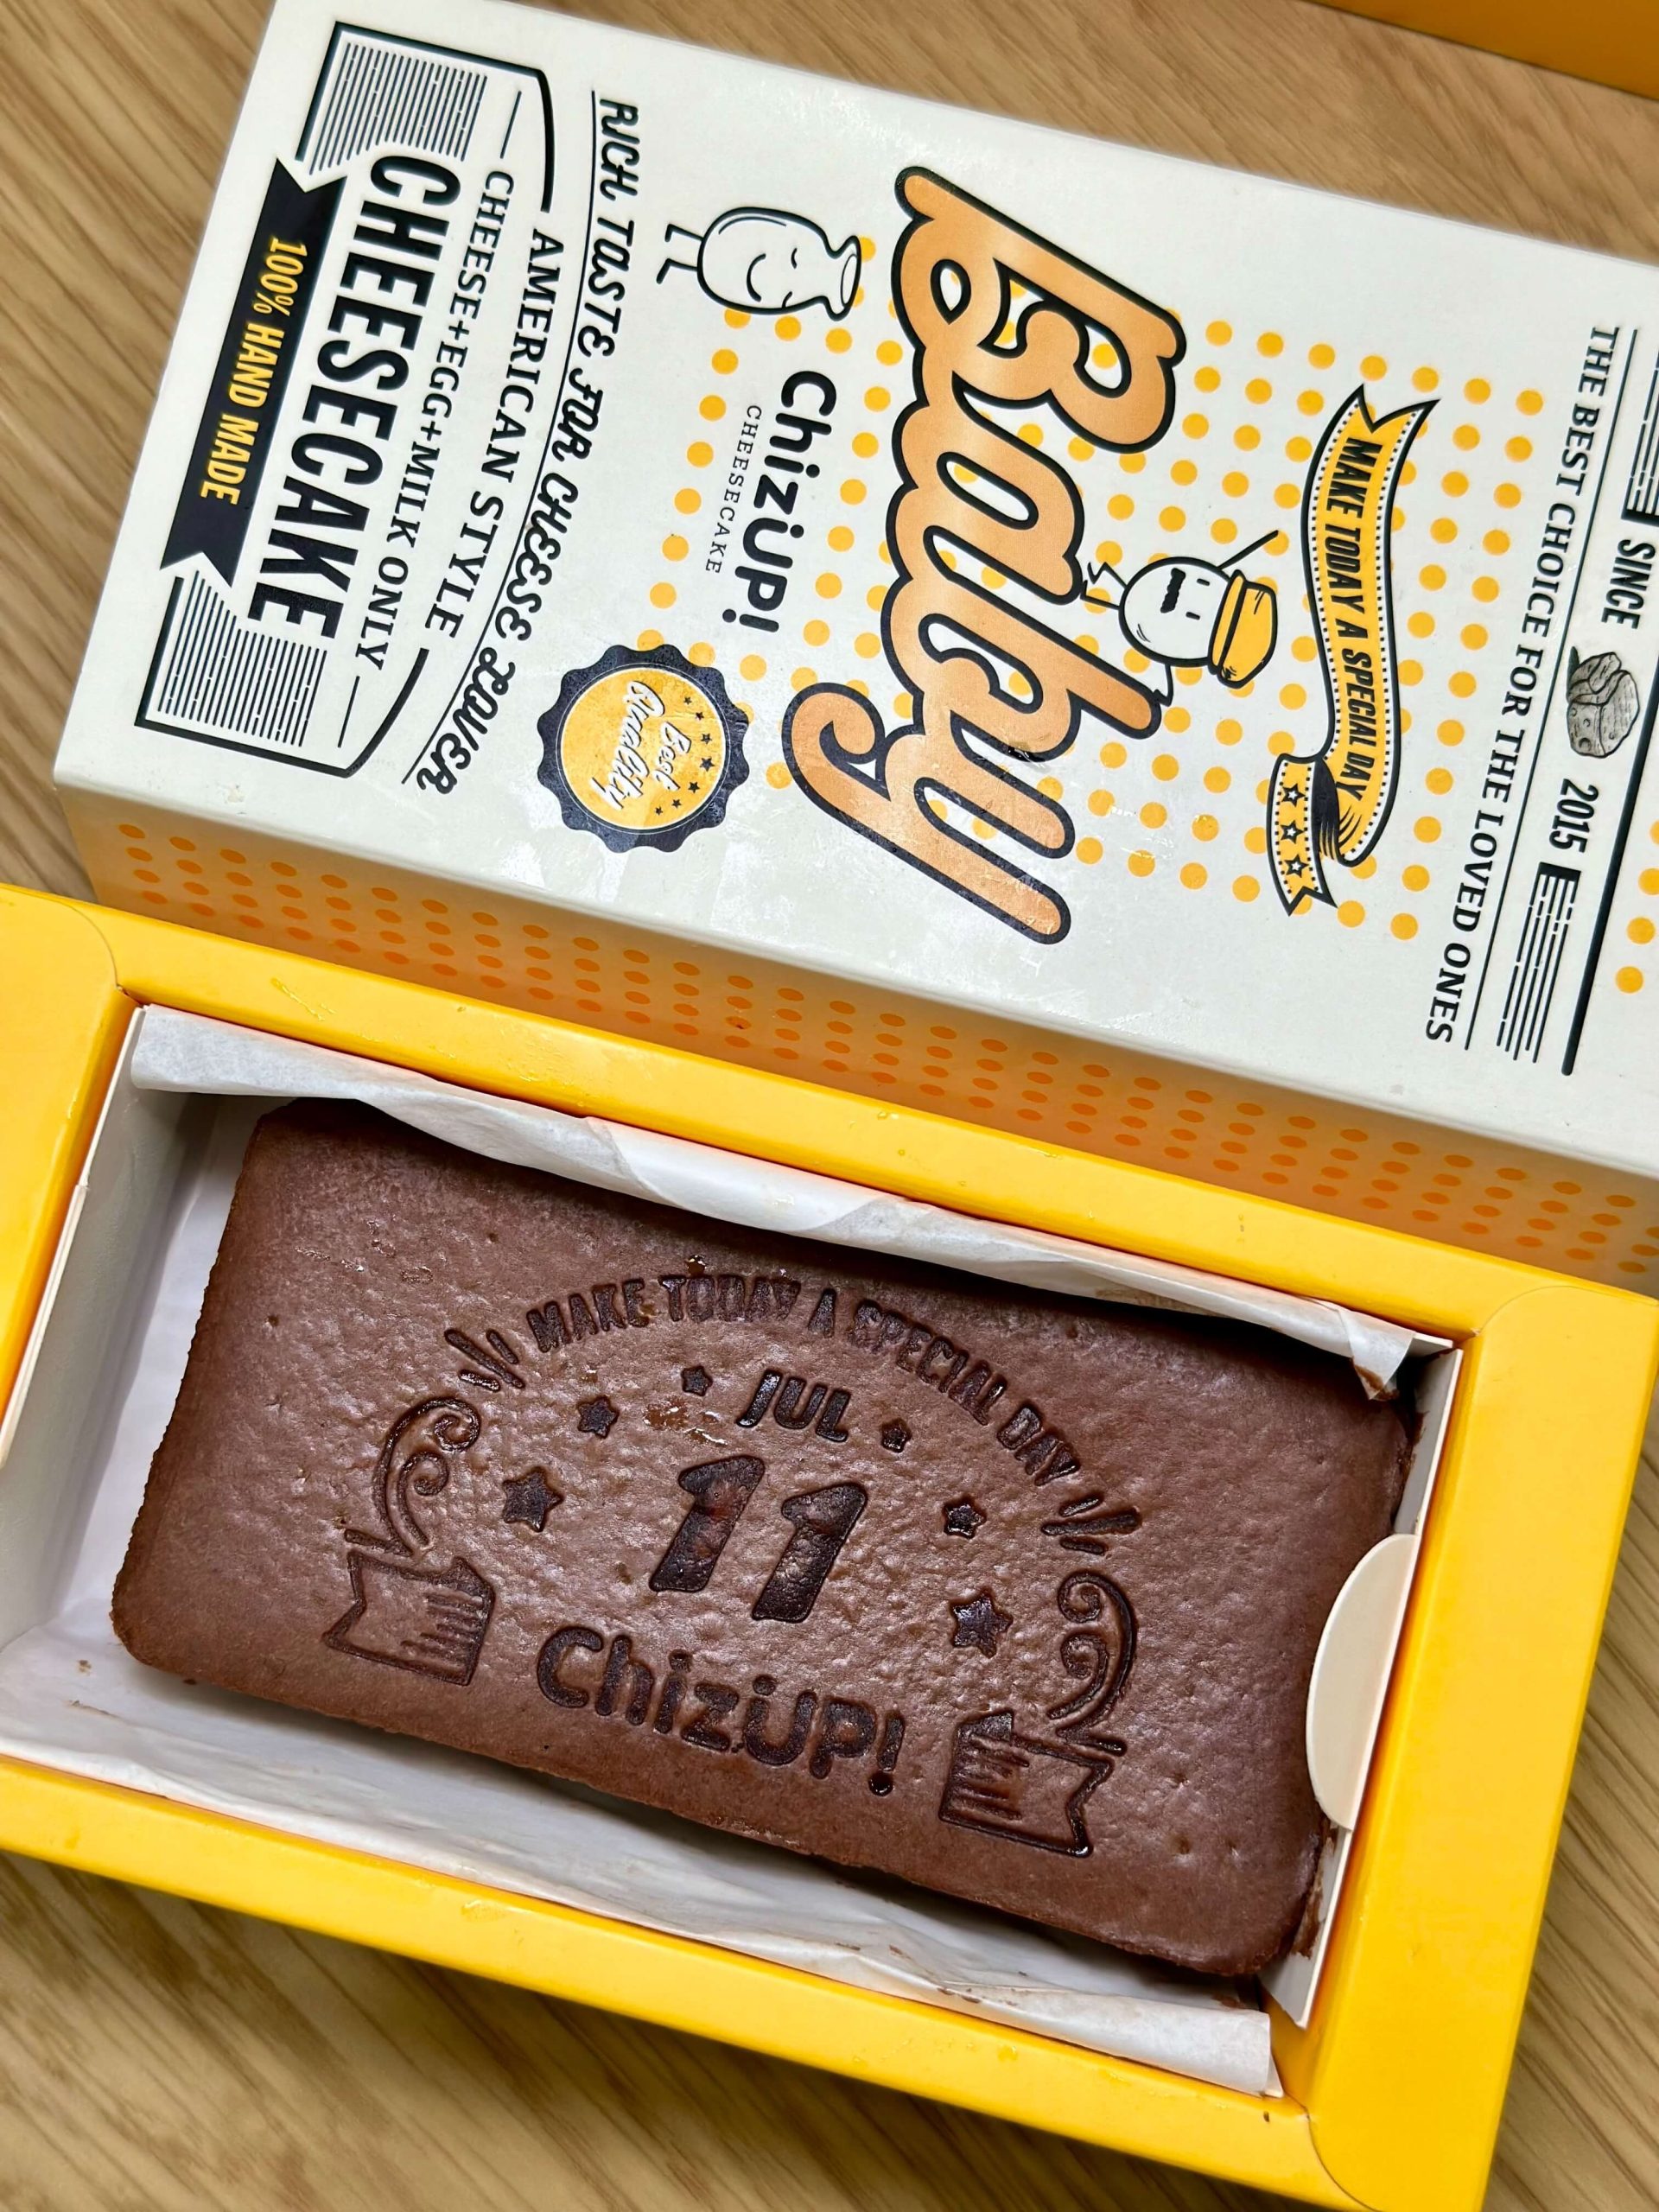 SINCE 2015
THE BEST CHOICE FOR THE LOVED ONES
MAKE TODAY A SPECIAL DAY
Baby
ChizUP!
CHEESECAKE
Best Quality
RICH TASTE FOR CHEESE LOVER
AMERICAN STYLE
CHEESE+EGG+MILK ONLY
CHEESECAKE
100% HAND MADE
MAKE TODAY A SPECIAL DAY
JUL
11
ChizUP!